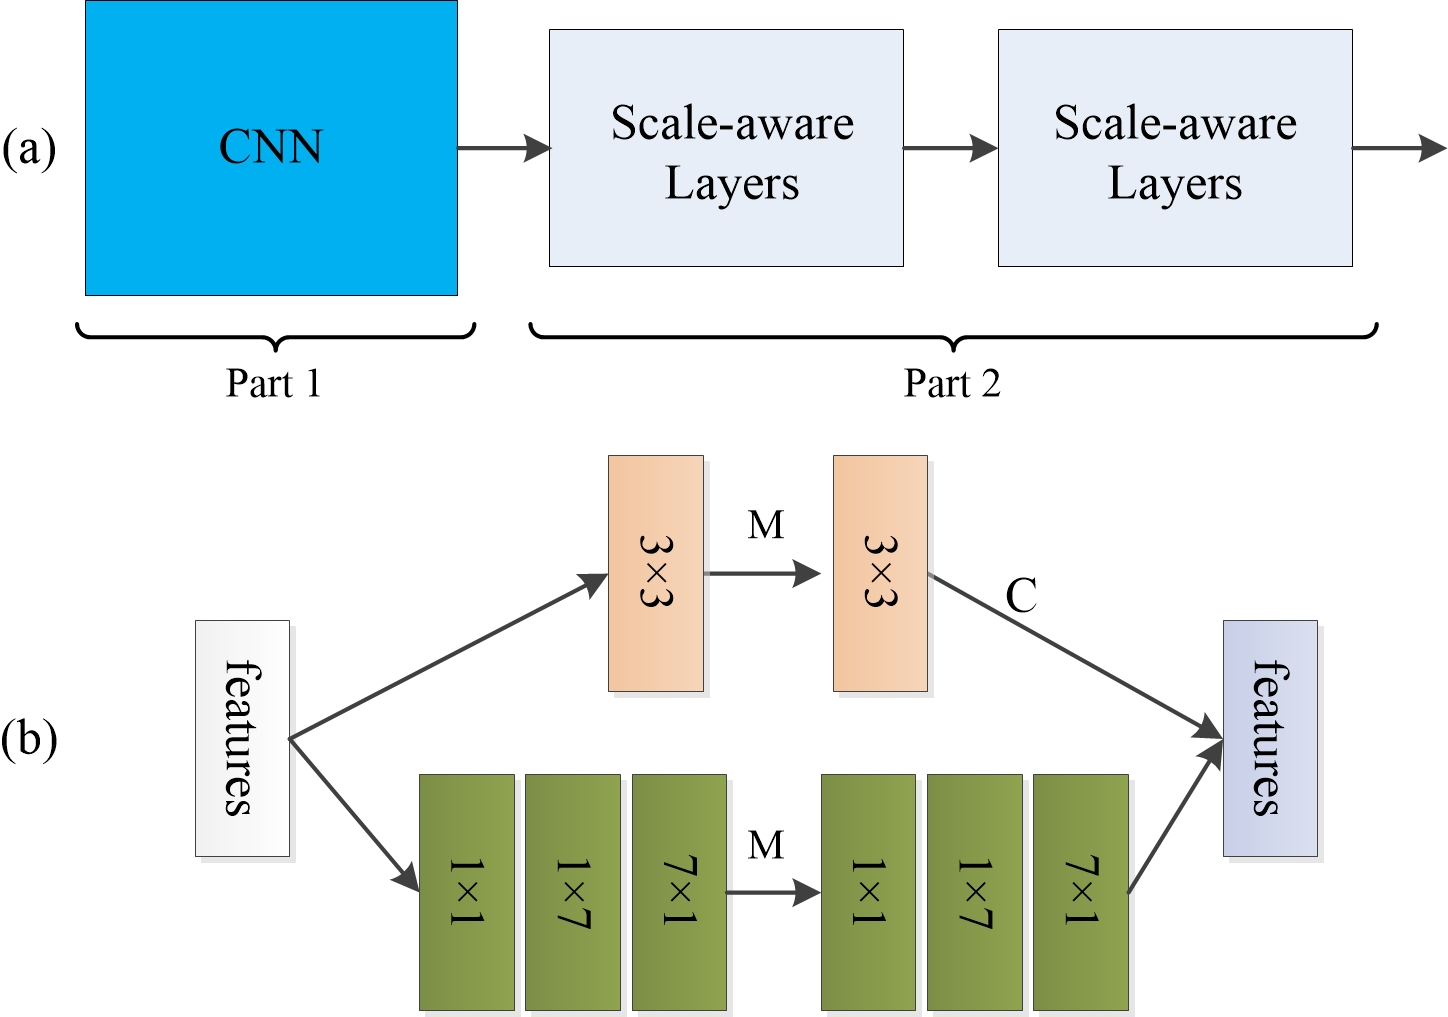 (a)
CNN
Scale-aware
Layers
Scale-aware
Layers
Part 1
Part 2
(b)
features
3×3
M
3×3
C
1×1
1×7
7×1
M
1×1
1×7
7×1
features